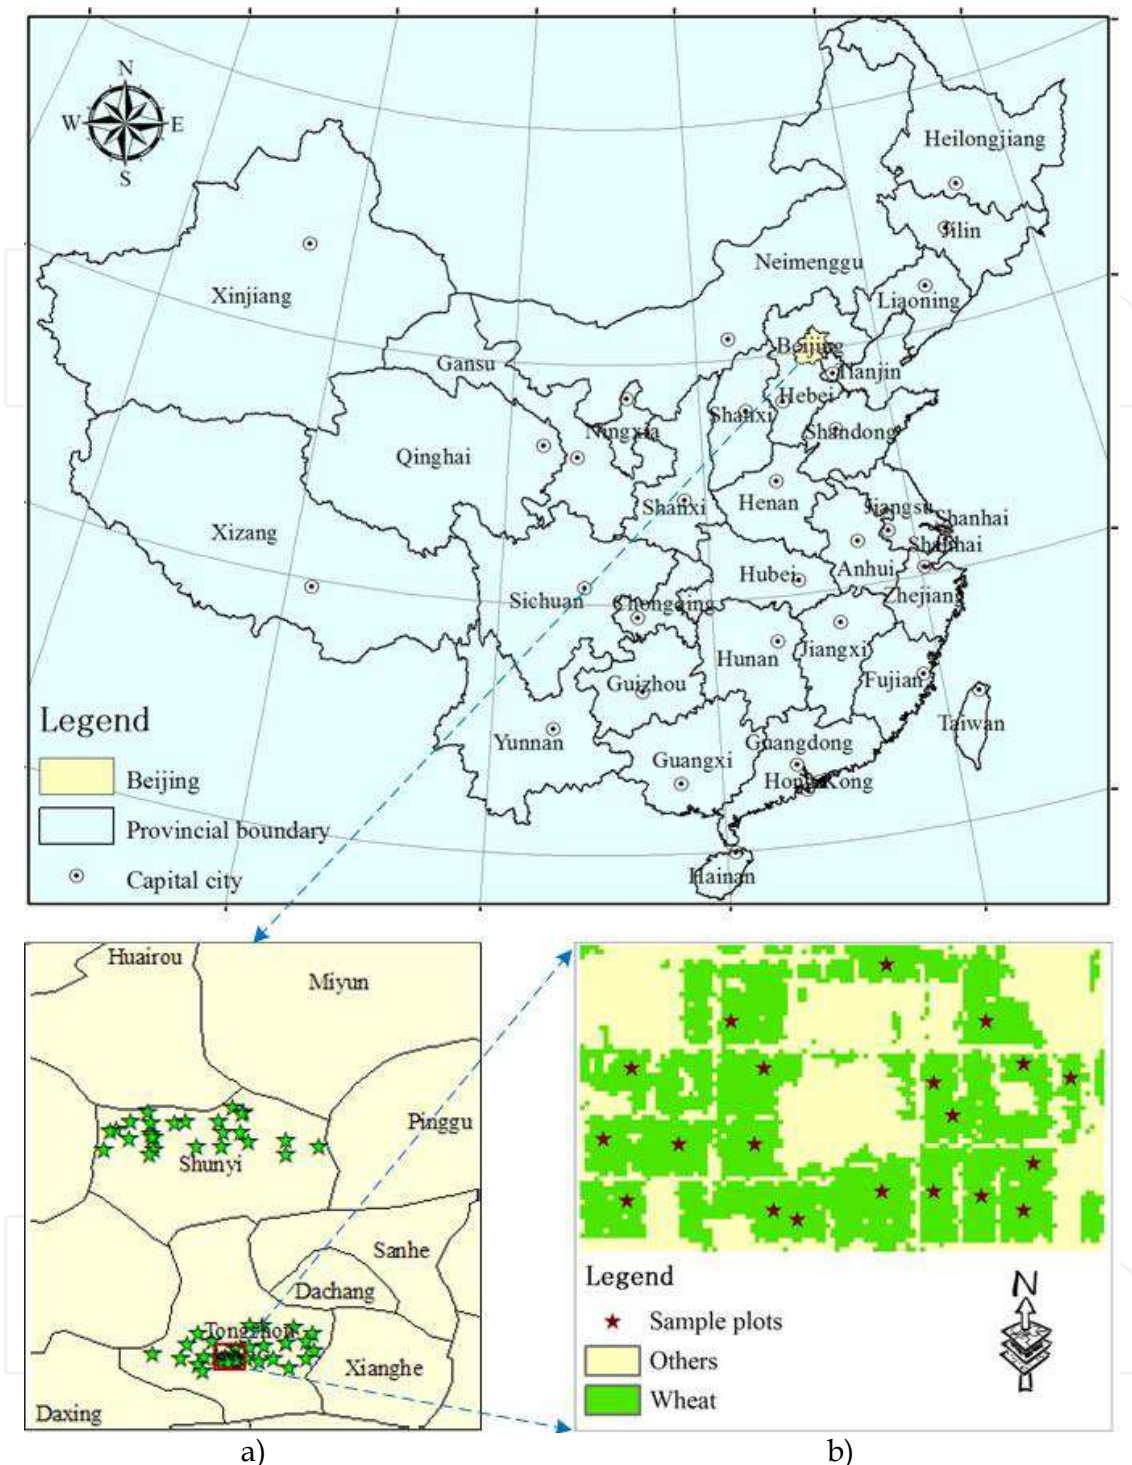 N
W
E
S
Heilongjiang
Jilin
Neimenggu
Liaoning
Xinjiang
Beijing
Gansu
Tianjin
Hebei
Shanxi
Shandong
Ningxia
Qinghai
Shanxi
Henan
Jiangsu
Shanhai
Xizang
Shanhai
Hubei
Anhui
Sichuan
Chongqing
Zhejiang
Hunan
Jiangxi
Guizhou
Fujian
Taiwan
Yunnan
Guangdong
Guangxi
Hong Kong
Hainan
Legend
Beijing
Provincial boundary
Capital city
Huairou
Miyun
Pinggu
Shunyi
Sanhe
Dachang
Tongzhou
Xianghe
Daxing
a)
Legend
Sample plots
Others
Wheat
N
b)